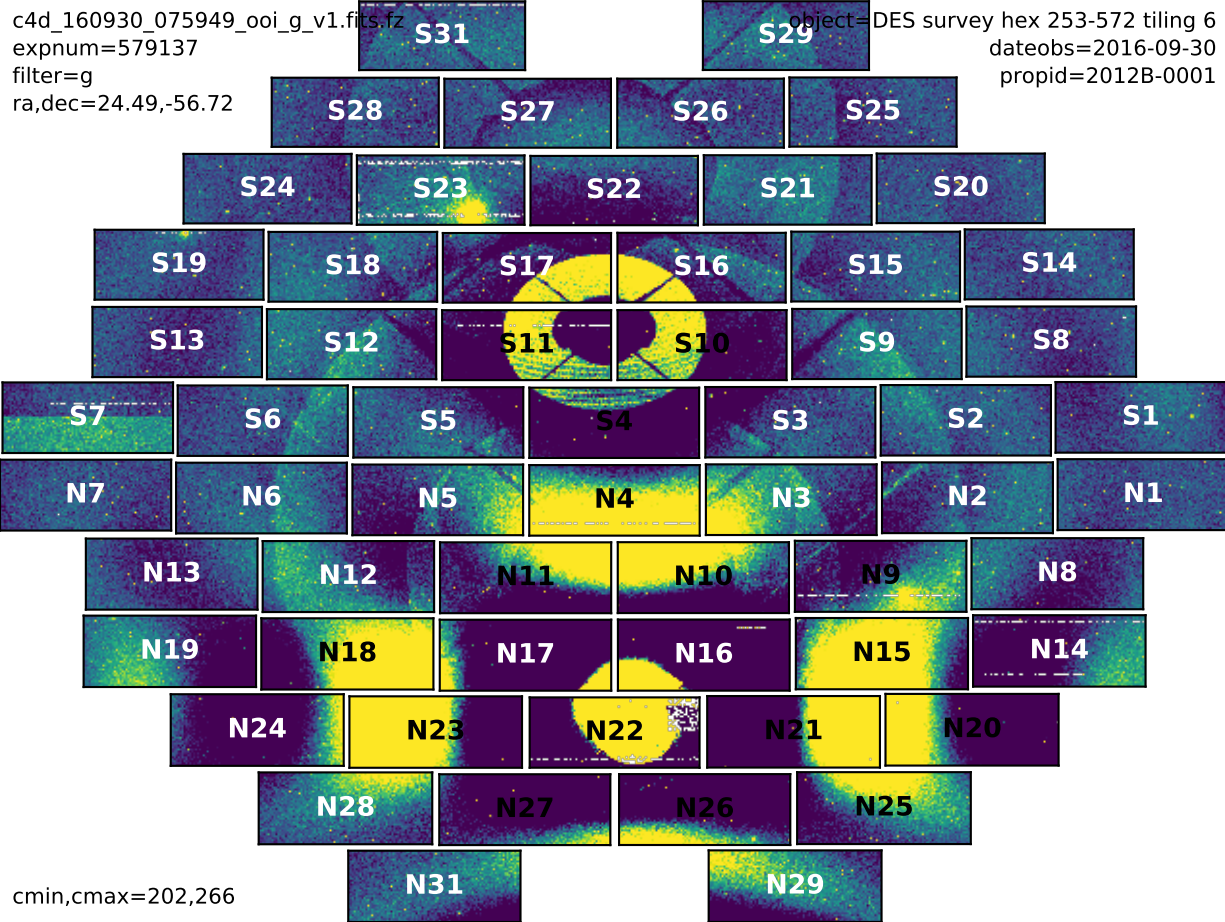 c4d_160930_075949_ooi_g_v1.fits.fz
expnum=579137
filter=g
ra,dec=24.49,-56.72
object=DES survey hex 253-572 tiling 6
dateobs=2016-09-30
propid=2012B-0001
S31 S29
S28 S27 S26 S25
S24 S23 S22 S21 S20
S19 S18 S17 S16 S15 S14
S13 S12 S11 S10 S9 S8
S7 S6 S5 S4 S3 S2 S1
N7 N6 N5 N4 N3 N2 N1
N13 N12 N11 N10 N9 N8
N19 N18 N17 N16 N15 N14
N24 N23 N22 N21 N20
N28 N27 N26 N25
N31 N29
cmin,cmax=202,266